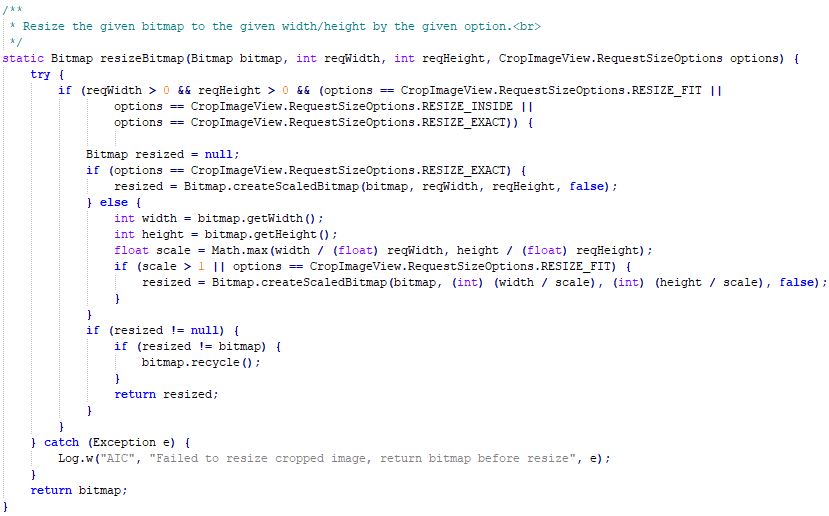 /**
 * Resize the given bitmap to the given width/height by the given option.<br>
 */
static Bitmap resizeBitmap(Bitmap bitmap, int reqWidth, int reqHeight, CropImageView.RequestSizeOptions options) {
    try {
        if (reqWidth > 0 && reqHeight > 0 && (options == CropImageView.RequestSizeOptions.RESIZE_FIT ||
                options == CropImageView.RequestSizeOptions.RESIZE_INSIDE ||
                options == CropImageView.RequestSizeOptions.RESIZE_EXACT)) {

            Bitmap resized = null;
            if (options == CropImageView.RequestSizeOptions.RESIZE_EXACT) {
                resized = Bitmap.createScaledBitmap(bitmap, reqWidth, reqHeight, false);
            } else {
                int width = bitmap.getWidth();
                int height = bitmap.getHeight();
                float scale = Math.max(width / (float) reqWidth, height / (float) reqHeight);
                if (scale > 1 || options == CropImageView.RequestSizeOptions.RESIZE_FIT) {
                    resized = Bitmap.createScaledBitmap(bitmap, (int) (width / scale), (int) (height / scale), false);
                }
            }
            if (resized != null) {
                if (resized != bitmap) {
                    bitmap.recycle();
                }
                return resized;
            }
        }
    } catch (Exception e) {
        Log.w("AIC", "Failed to resize cropped image, return bitmap before resize", e);
    }
    return bitmap;
}